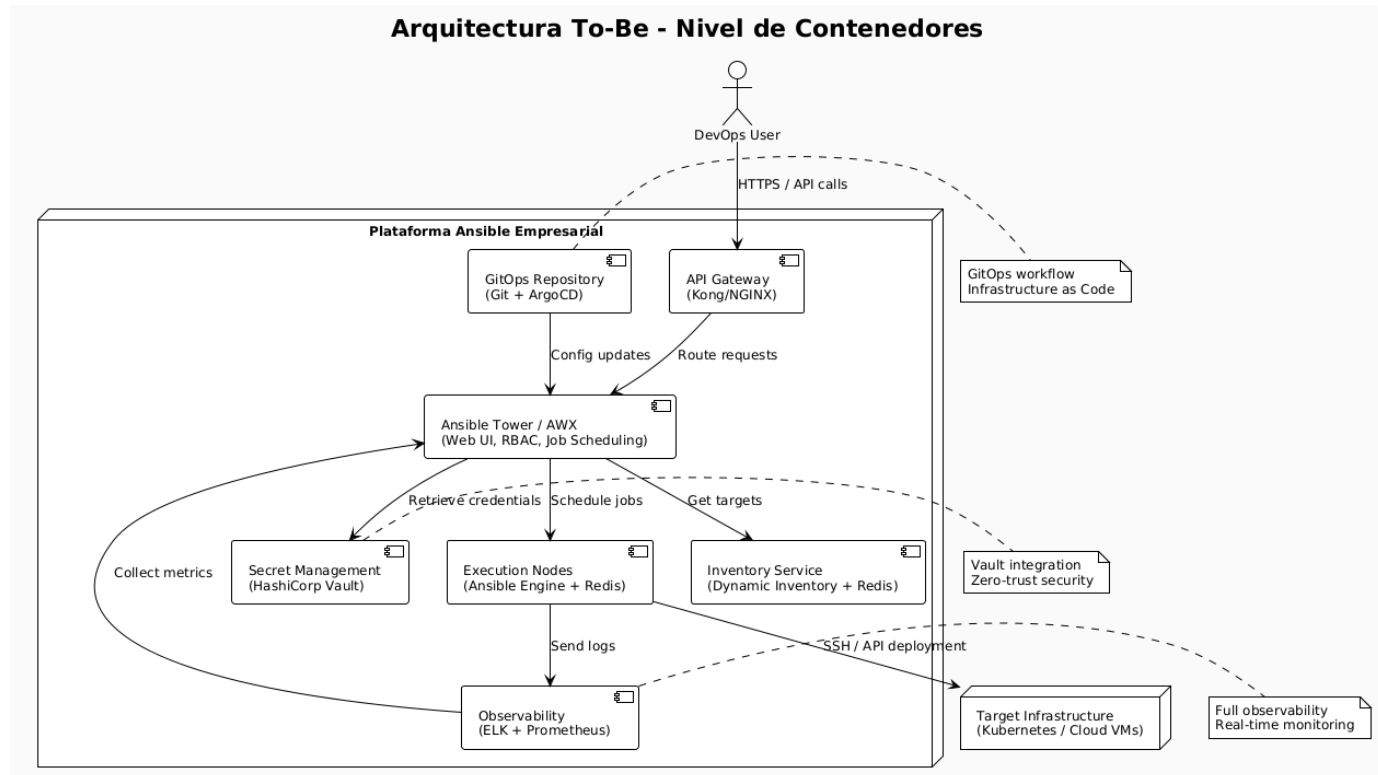 Arquitectura To-Be - Nivel de Contenedores
DevOps User
HTTPS / API calls
Plataforma Ansible Empresarial
GitOps Repository
(Git + ArgoCD)
API Gateway
(Kong/NGINX)
GitOps workflow
Infrastructure as Code
Config updates
Route requests
Ansible Tower / AWX
(Web UI, RBAC, Job Scheduling)
Retrieve credentials
Schedule jobs
Get targets
Collect metrics
Secret Management
(HashiCorp Vault)
Execution Nodes
(Ansible Engine + Redis)
Inventory Service
(Dynamic Inventory + Redis)
Vault integration
Zero-trust security
Send logs
SSH / API deployment
Observability
(ELK + Prometheus)
Target Infrastructure
(Kubernetes / Cloud VMs)
Full observability
Real-time monitoring